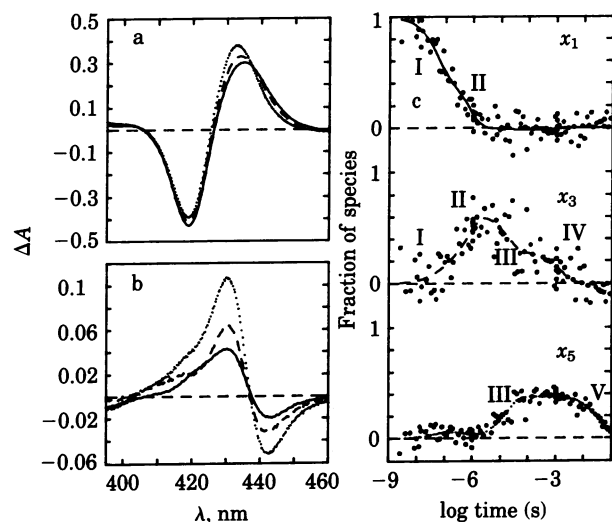 a
0.5
0.3
0.1
−0.1
−0.3
−0.5
ΔA
b
0.1
0.06
0.02
−0.02
−0.06
400 420 440 460
λ, nm
Fraction of species
1
x₁
I
II
c
0
1
x₃
II
I
IV
III
0
1
x₅
III
V
0
−9 −6 −3
log time (s)